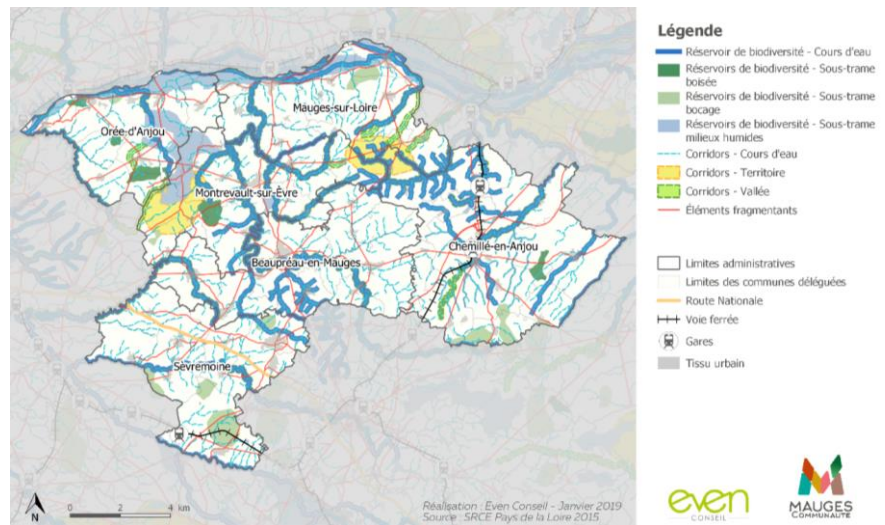 Orée-d'Anjou
Mauges-sur-Loire
Montrevault-sur-Èvre
Beaupréau-en-Mauges
Chemillé-en-Anjou
Sèvremoine
N
0 2 4 km
Réalisation : Even Conseil - Janvier 2019
Source : SRCE Pays de la Loire 2015
Légende
Réservoir de biodiversité - Cours d'eau
Réservoirs de biodiversité - Sous-trame
boisée
Réservoirs de biodiversité - Sous-trame
bocage
Réservoirs de biodiversité - Sous-trame
milieux humides
Corridors - Cours d'eau
Corridors - Territoire
Corridors - Vallée
Éléments fragmentants
Limites administratives
Limites des communes déléguées
Route Nationale
Voie ferrée
Gares
Tissu urbain
even
CONSEIL
MAUGES
COMMUNAUTÉ